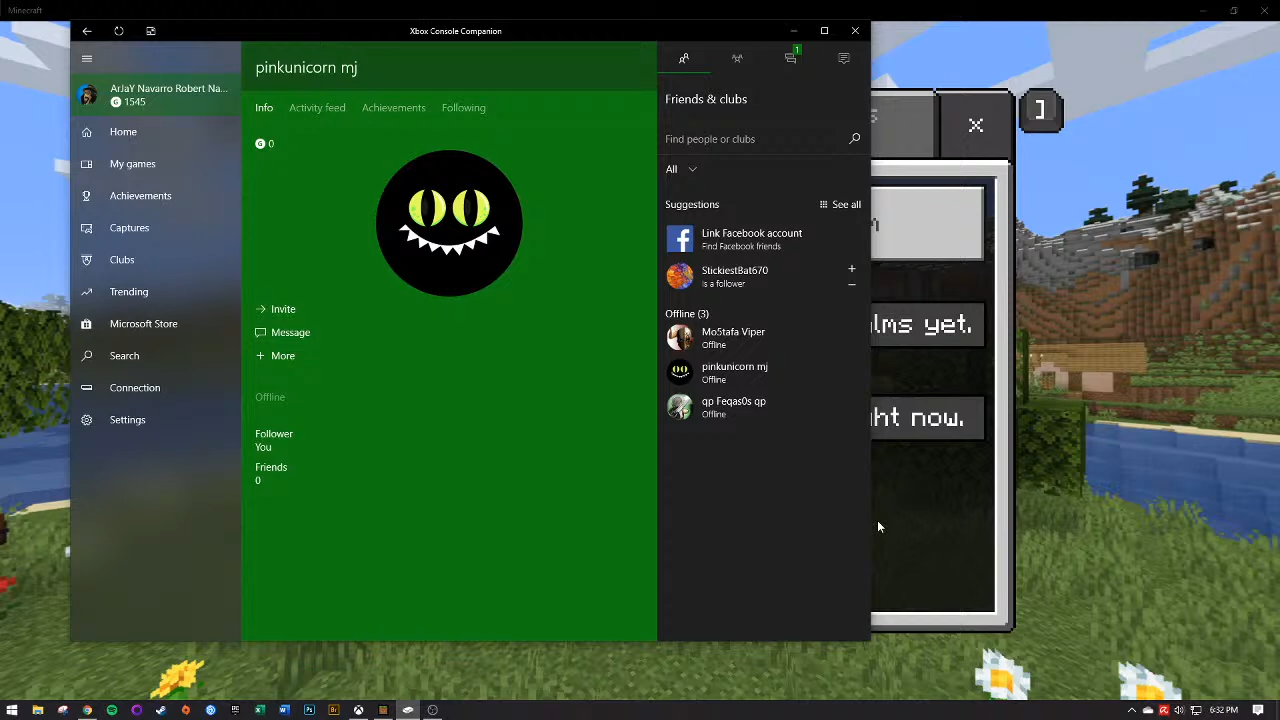 Minecraft
Xbox Console Companion
ArJaY Navarro Robert Na...
G 1545
Home
My games
Achievements
Captures
Clubs
Trending
Microsoft Store
Search
Connection
Settings
pinkunicorn mj
Info Activity feed Achievements Following
G 0
Invite
Message
More
Offline
Follower
You
Friends
0
1
Friends & clubs
Find people or clubs
All
Suggestions See all
Link Facebook account
Find Facebook friends
StickiestBat670
Is a follower
Offline (3)
Mo5tafa Viper
Offline
pinkunicorn mj
Offline
qp Feqas0s qp
Offline
lms yet.
ht now.
Ps Br
6:32 PM